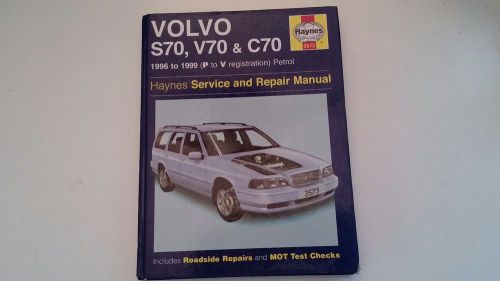 VOLVO
S70, V70 & C70
Haynes
3573
1996 to 1999 (P to V registration) Petrol
Haynes Service and Repair Manual
3573
Includes Roadside Repairs and MOT Test Checks